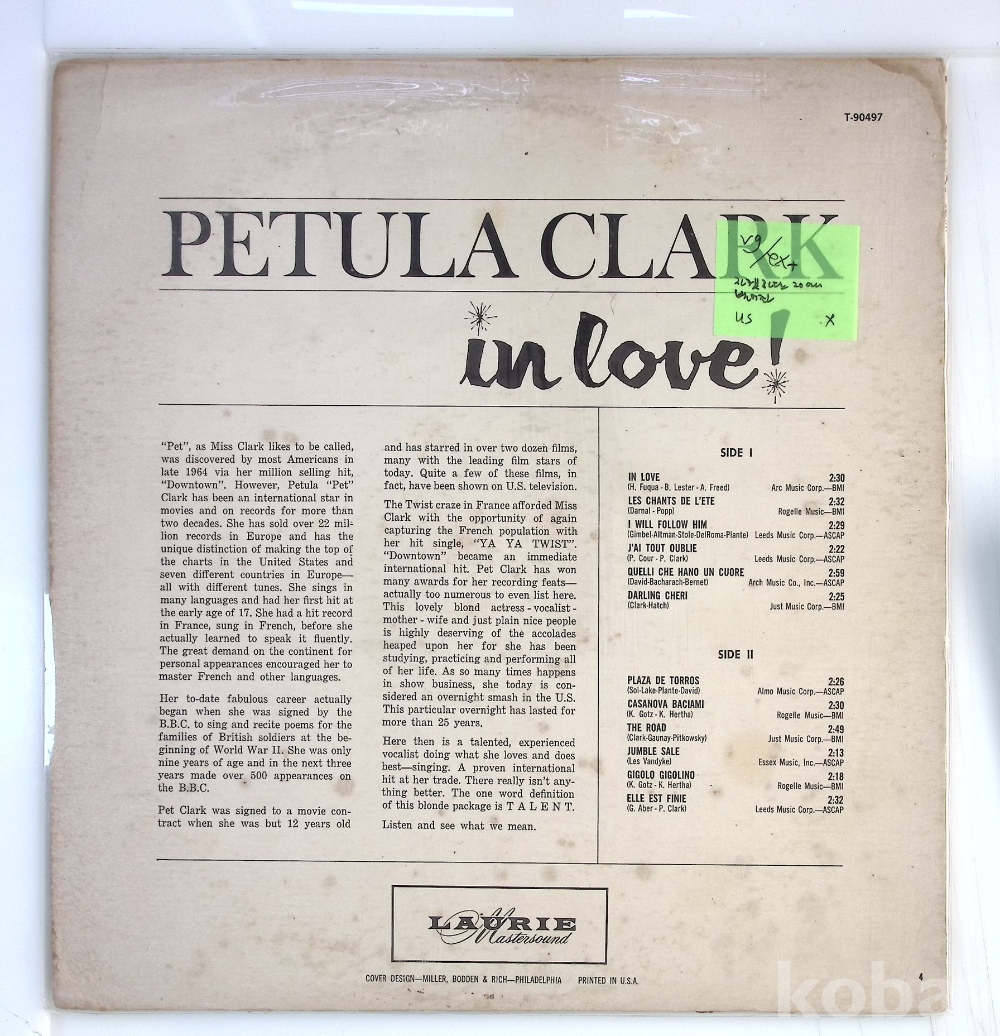 T-90497
PETULA CLARK
vg/ex+
US X
in love!
"Pet", as Miss Clark likes to be called,
was discovered by most Americans in
late 1964 via her million selling hit,
"Downtown". However, Petula "Pet"
Clark has been an international star in
movies and on records for more than
two decades. She has sold over 22 mil-
lion records in Europe and has the
unique distinction of making the top of
the charts in the United States and
seven different countries in Europe—
all with different tunes. She sings in
many languages and had her first hit at
the early age of 17. She had a hit record
in France, sung in French, before she
actually learned to speak it fluently.
The great demand on the continent for
personal appearances encouraged her to
master French and other languages.
Her to-date fabulous career actually
began when she was signed by the
B.B.C. to sing and recite poems for the
families of British soldiers at the be-
ginning of World War II. She was only
nine years of age and in the next three
years made over 500 appearances on
the B.B.C.
Pet Clark was signed to a movie con-
tract when she was but 12 years old
and has starred in over two dozen films,
many with the leading film stars of
today. Quite a few of these films, in
fact, have been shown on U.S. television.
The Twist craze in France afforded Miss
Clark with the opportunity of again
capturing the French population with
her hit single, "YA YA TWIST".
"Downtown" became an immediate
international hit. Pet Clark has won
many awards for her recording feats—
actually too numerous to even list here.
This lovely blond actress - vocalist -
mother - wife and just plain nice people
is highly deserving of the accolades
heaped upon her for she has been
studying, practicing and performing all
of her life. As so many times happens
in show business, she today is con-
sidered an overnight smash in the U.S.
This particular overnight has lasted for
more than 25 years.
Here then is a talented, experienced
vocalist doing what she loves and does
best—singing. A proven international
hit at her trade. There really isn't any-
thing better. The one word definition
of this blonde package is T A L E N T.
Listen and see what we mean.
SIDE I
IN LOVE 2:30
(H. Fuqua - B. Lester - A. Freed) Arc Music Corp.—BMI
LES CHANTS DE L'ETE 2:32
(Darnal - Popp) Rogelle Music—BMI
I WILL FOLLOW HIM 2:29
(Gimbel-Altman-Stole-DelRoma-Plante) Leeds Music Corp.—ASCAP
J'AI TOUT OUBLIE 2:22
(P. Cour - P. Clark) Leeds Music Corp.—ASCAP
QUELLI CHE HANO UN CUORE 2:59
(David-Bacharach-Bernet) Arch Music Co., Inc.—ASCAP
DARLING CHERI 2:25
(Clark-Hatch) Just Music Corp.—BMI
SIDE II
PLAZA DE TORROS 2:26
(Sol-Lake-Plante-David) Almo Music Corp.—ASCAP
CASANOVA BACIAMI 2:30
(K. Gotz - K. Hertha) Rogelle Music—BMI
THE ROAD 2:49
(Clark-Gaunay-Pitkowsky) Just Music Corp.—BMI
JUMBLE SALE 2:13
(Les Vandyke) Essex Music, Inc.—ASCAP
GIGOLO GIGOLINO 2:18
(K. Gotz - K. Hertha) Rogelle Music—BMI
ELLE EST FINIE 2:32
(G. Aber - P. Clark) Leeds Music Corp.—ASCAP
LAURIE
Mastersound
COVER DESIGN—MILLER, BODDEN & RICH—PHILADELPHIA PRINTED IN U.S.A.
4
koba